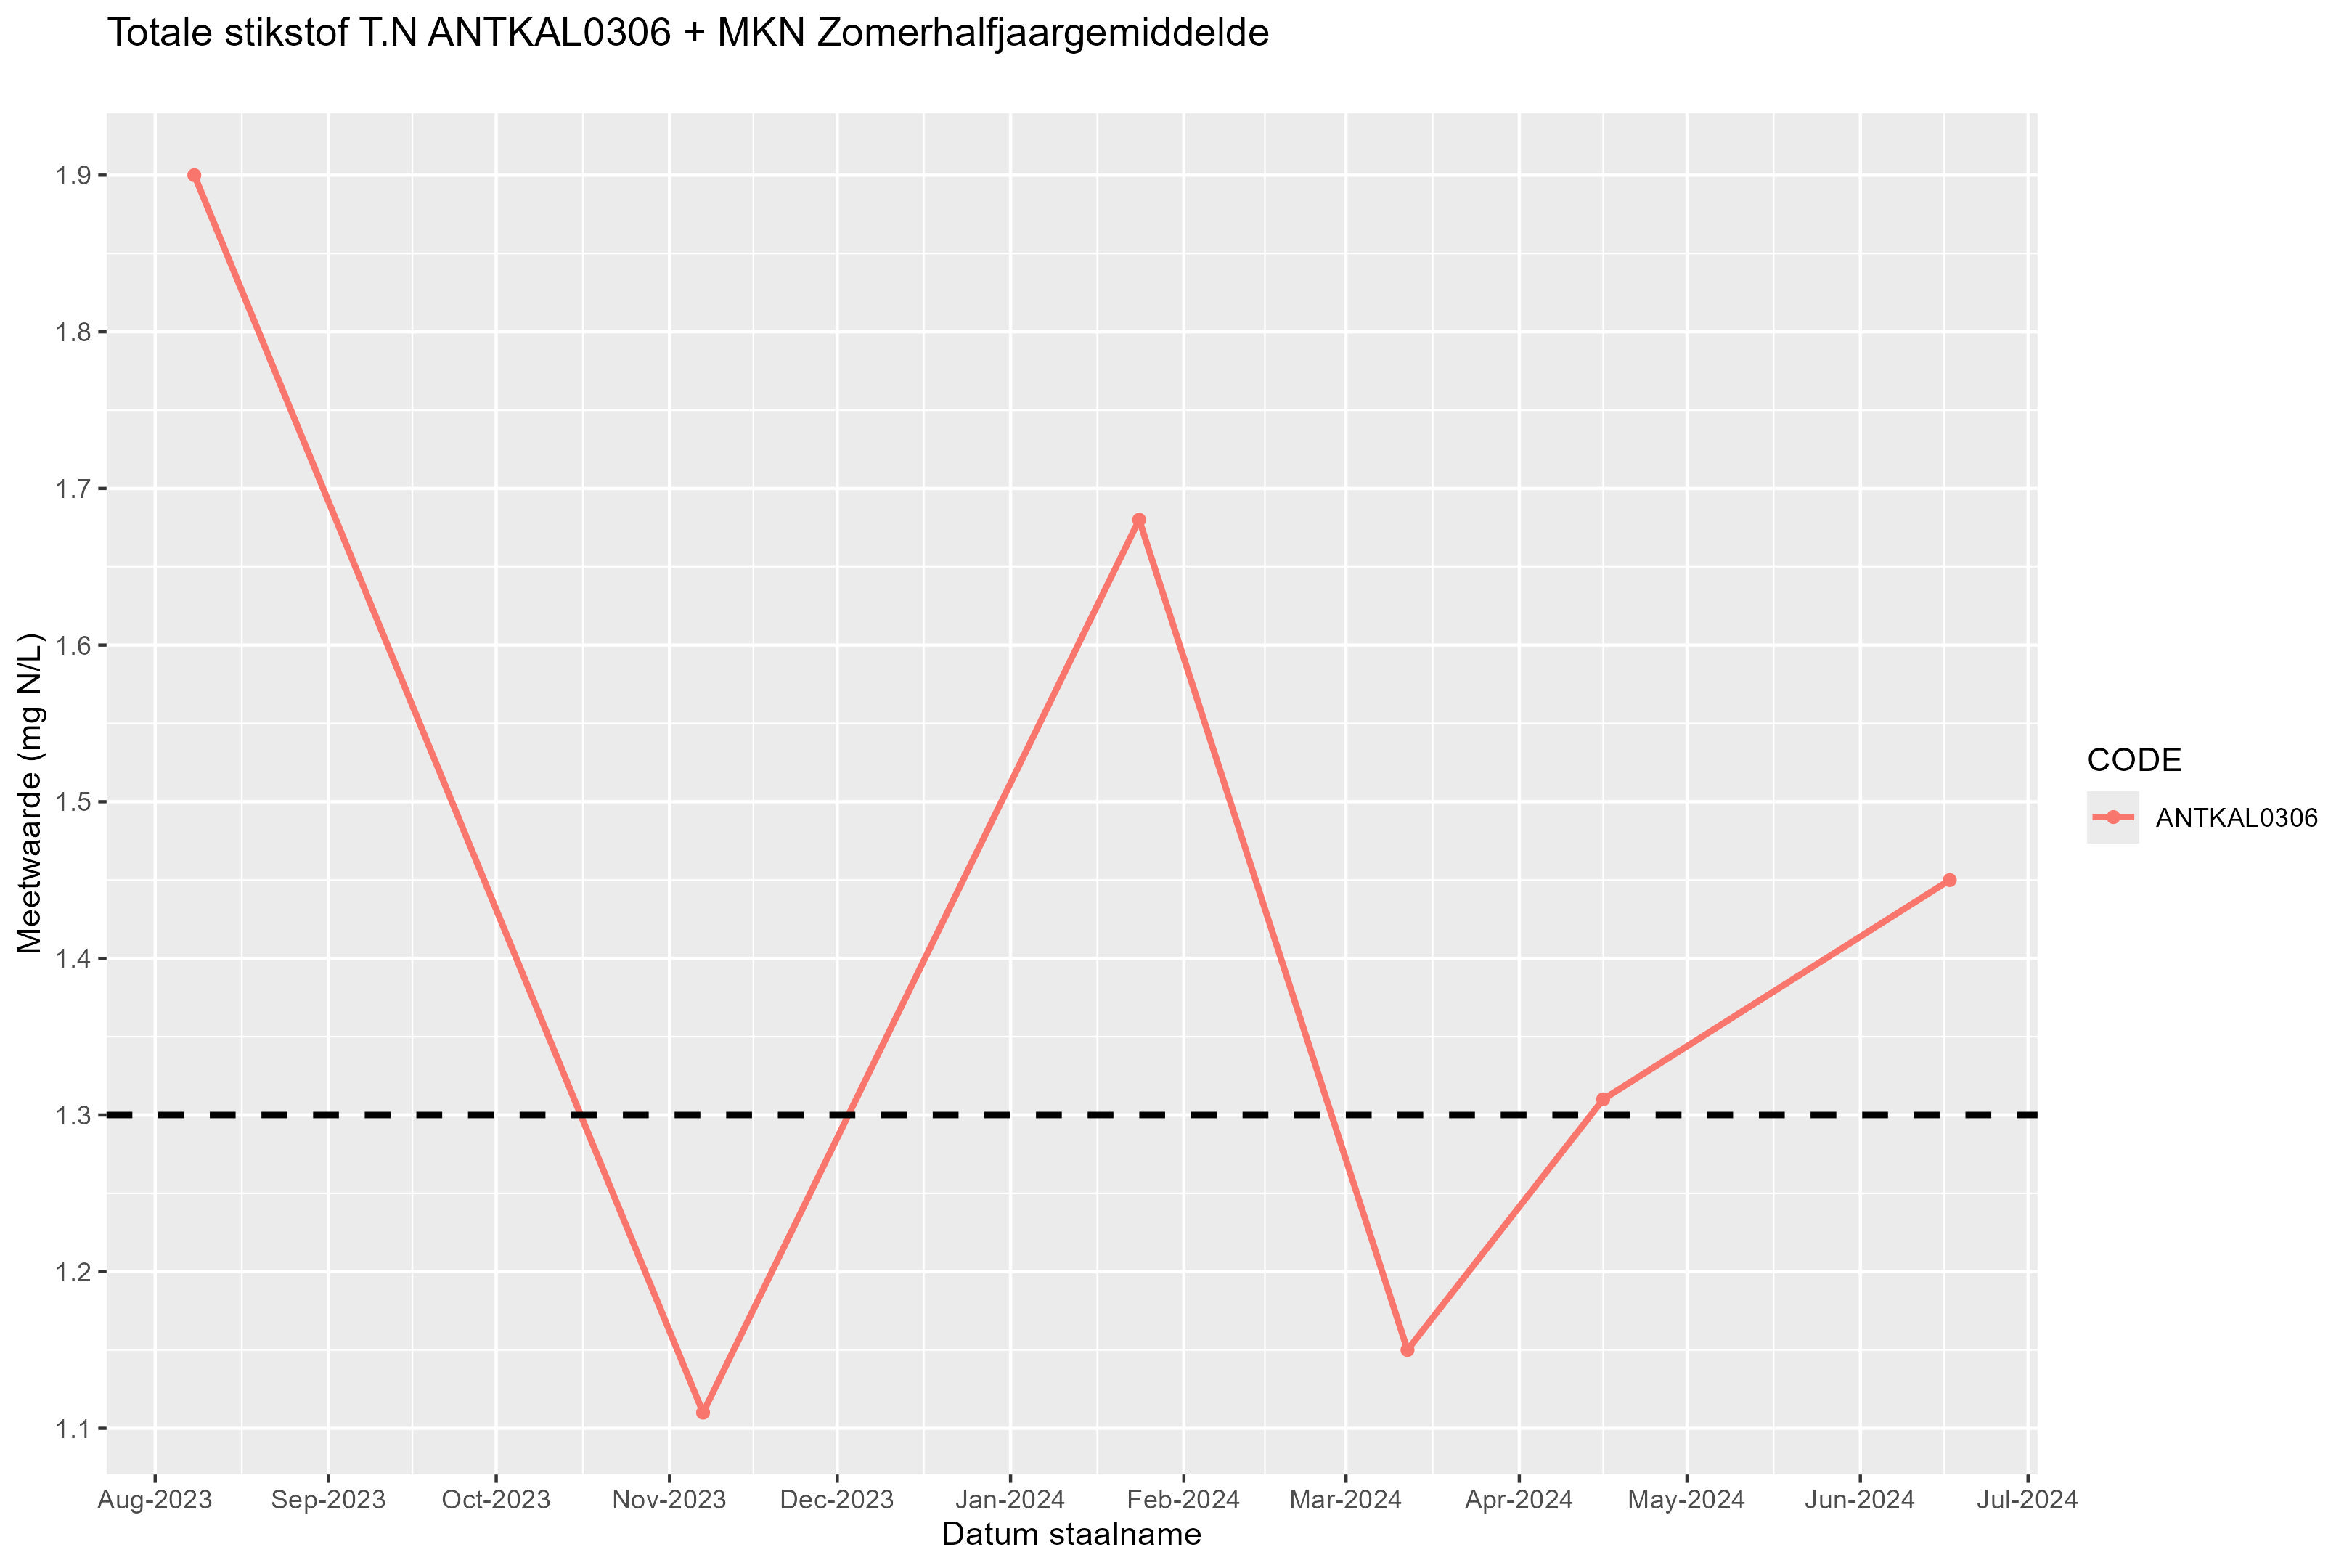 Totale stikstof T.N ANTKAL0306 + MKN Zomerhalfjaargemiddelde
Meetwaarde (mg N/L)
1.9
1.8
1.7
1.6
1.5
1.4
1.3
1.2
1.1
Aug-2023 Sep-2023 Oct-2023 Nov-2023 Dec-2023 Jan-2024 Feb-2024 Mar-2024 Apr-2024 May-2024 Jun-2024 Jul-2024
Datum staalname
CODE
ANTKAL0306